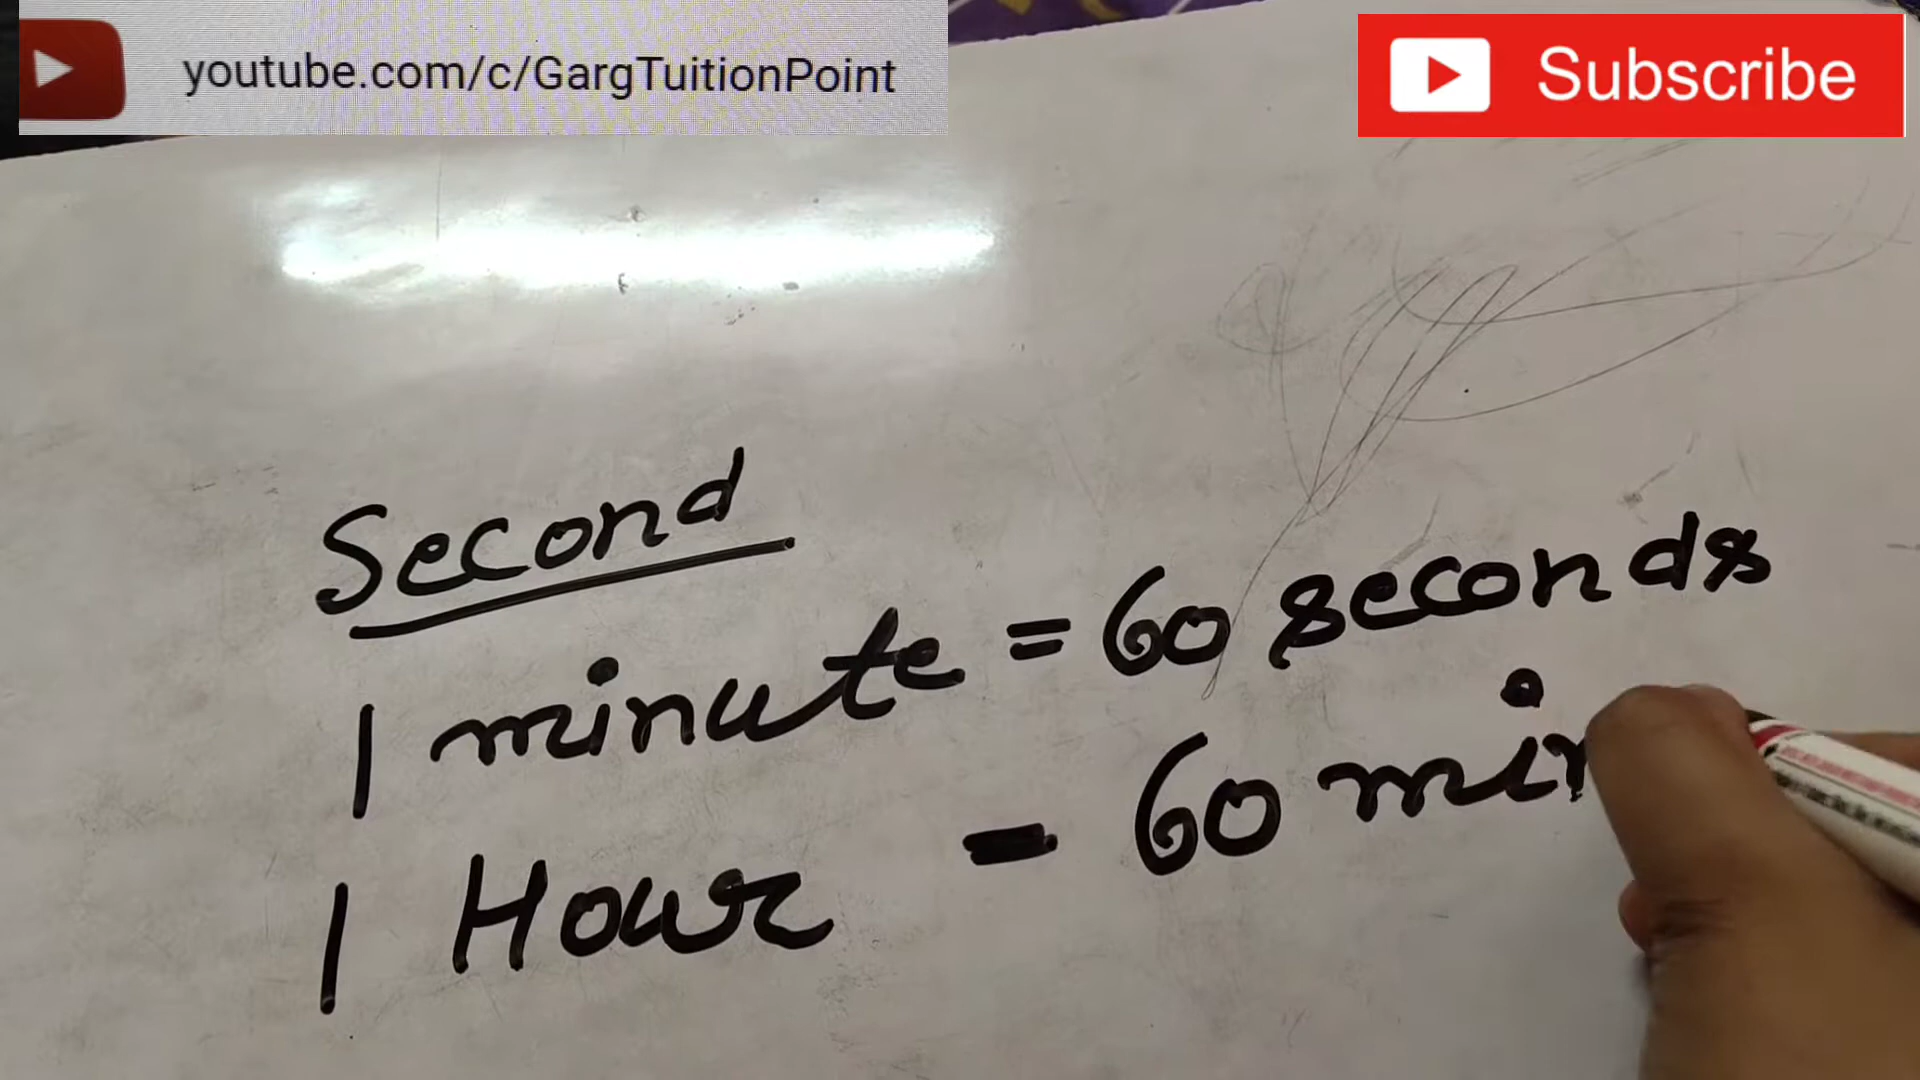 youtube.com/c/GargTuitionPoint
Subscribe
Second
1 minute = 60 seconds
1 Hour = 60 min